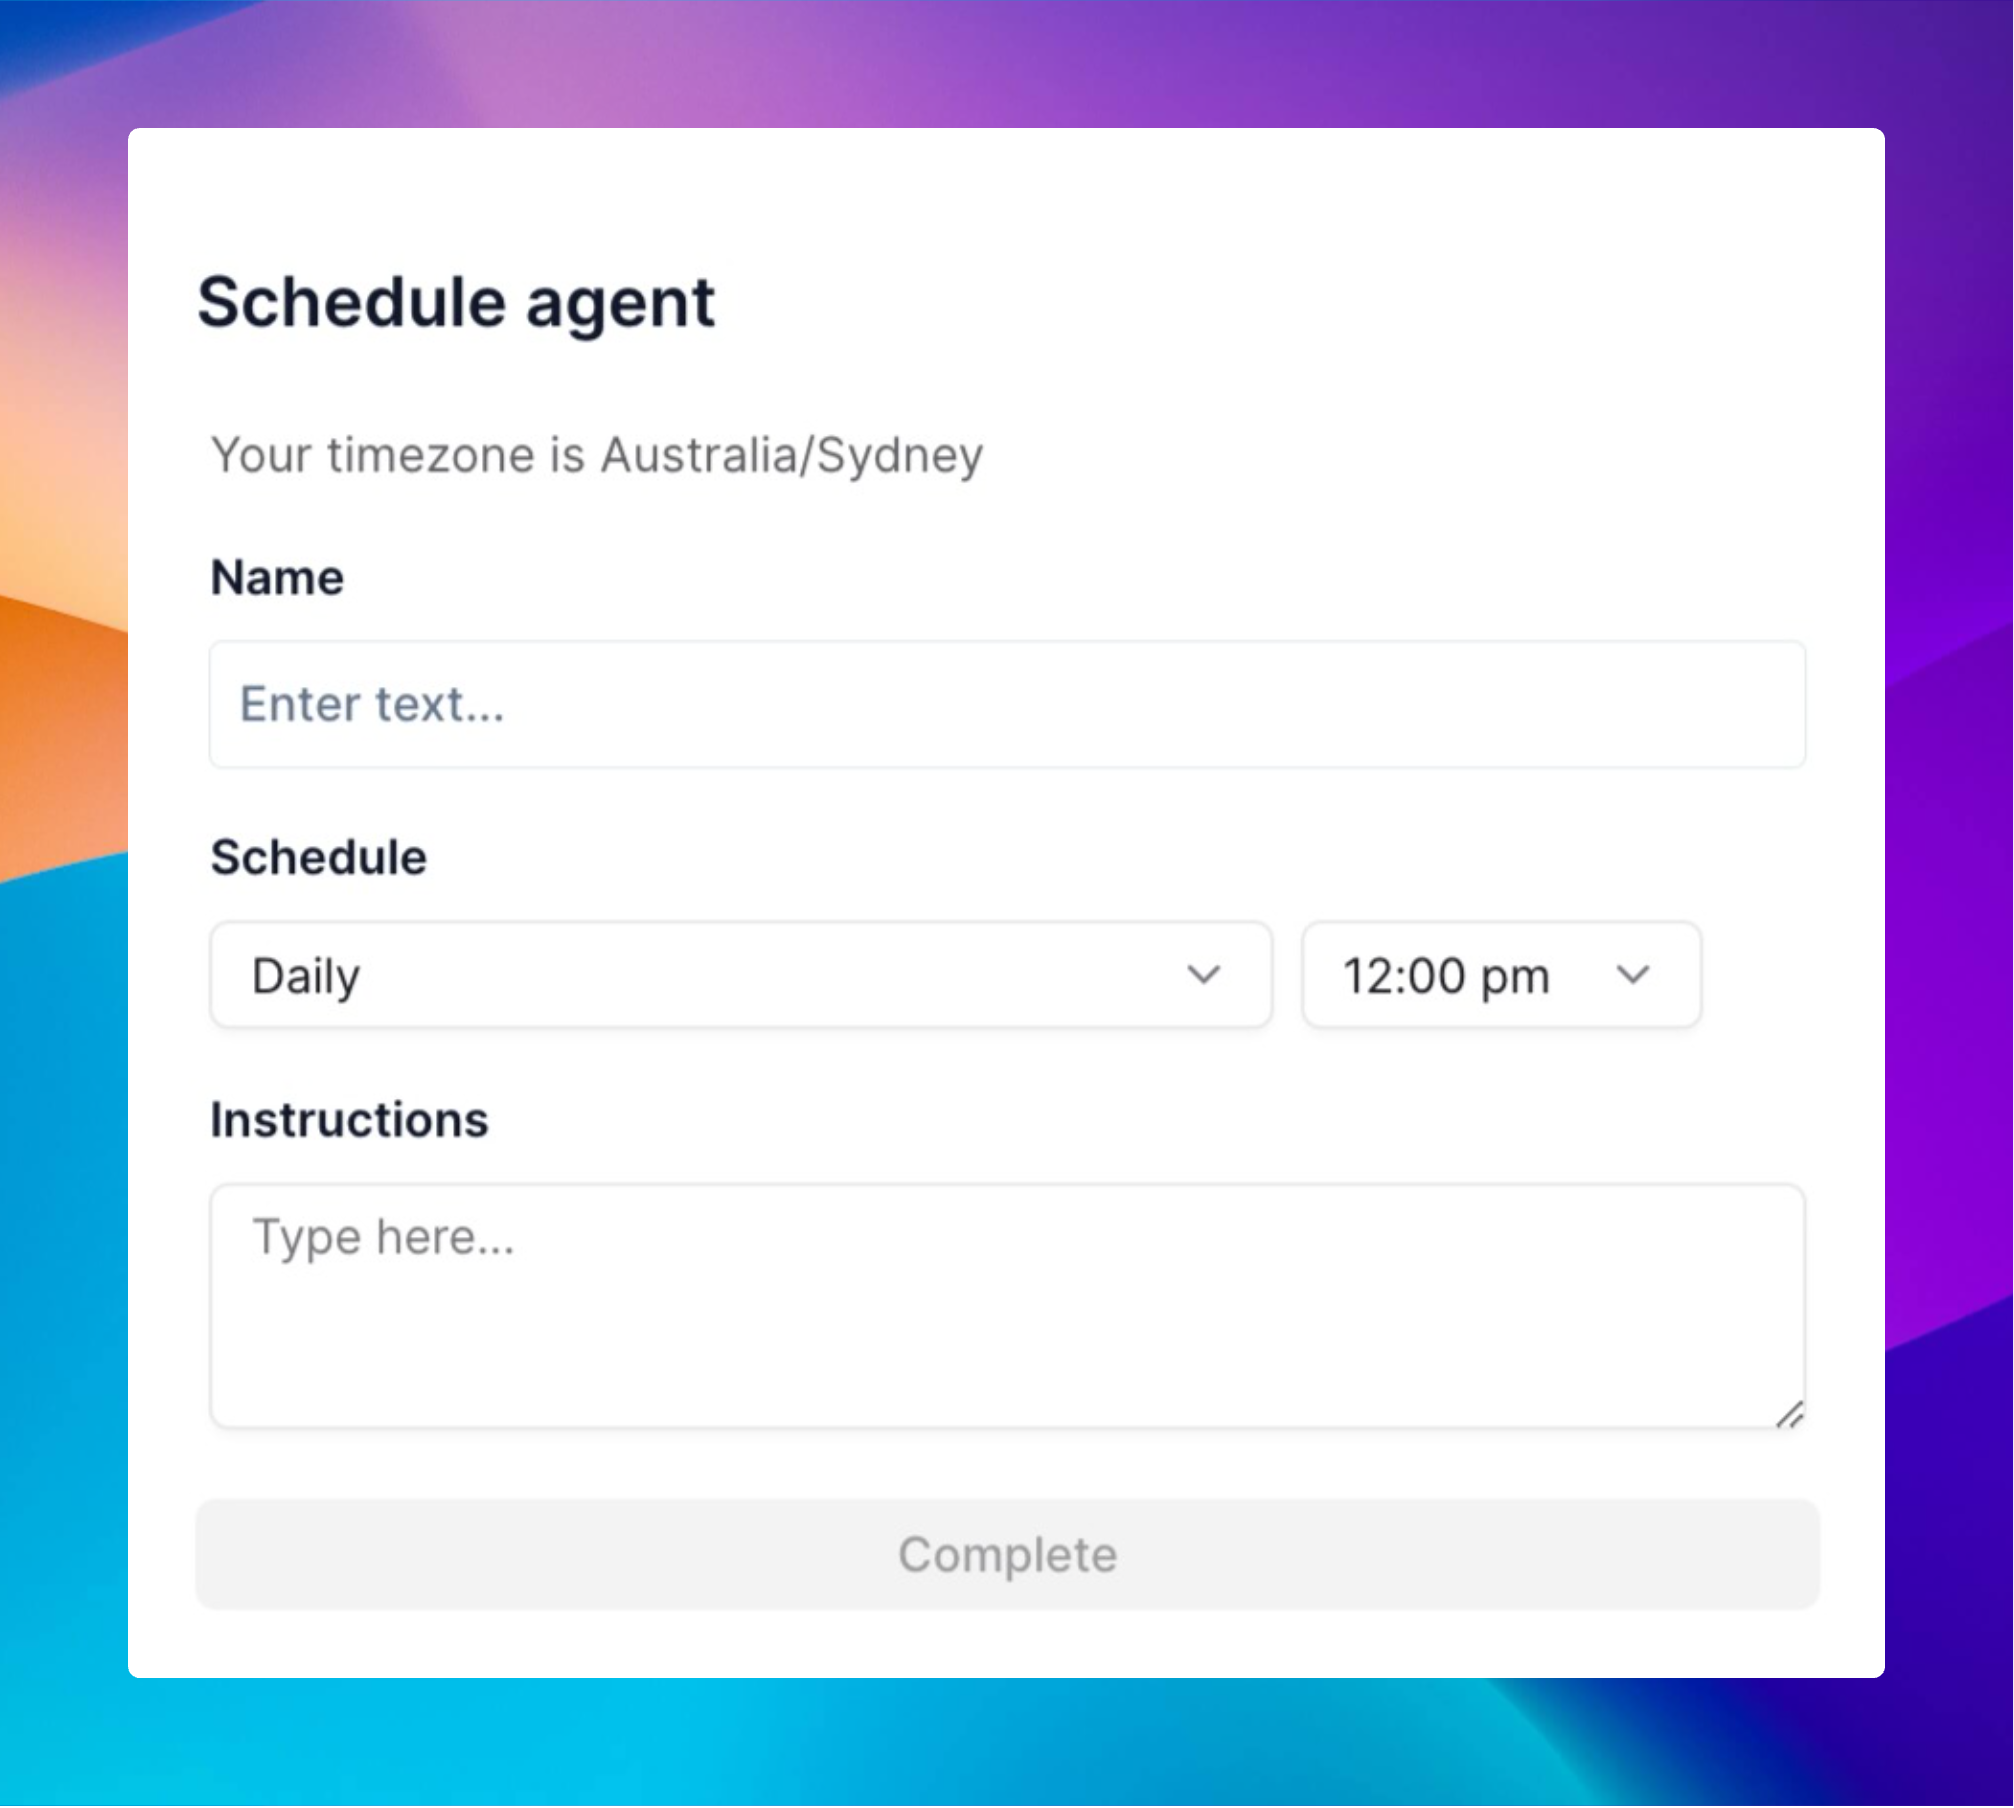 Schedule agent
Your timezone is Australia/Sydney
Name
Enter text...
Schedule
Daily
12:00 pm
Instructions
Type here...
Complete